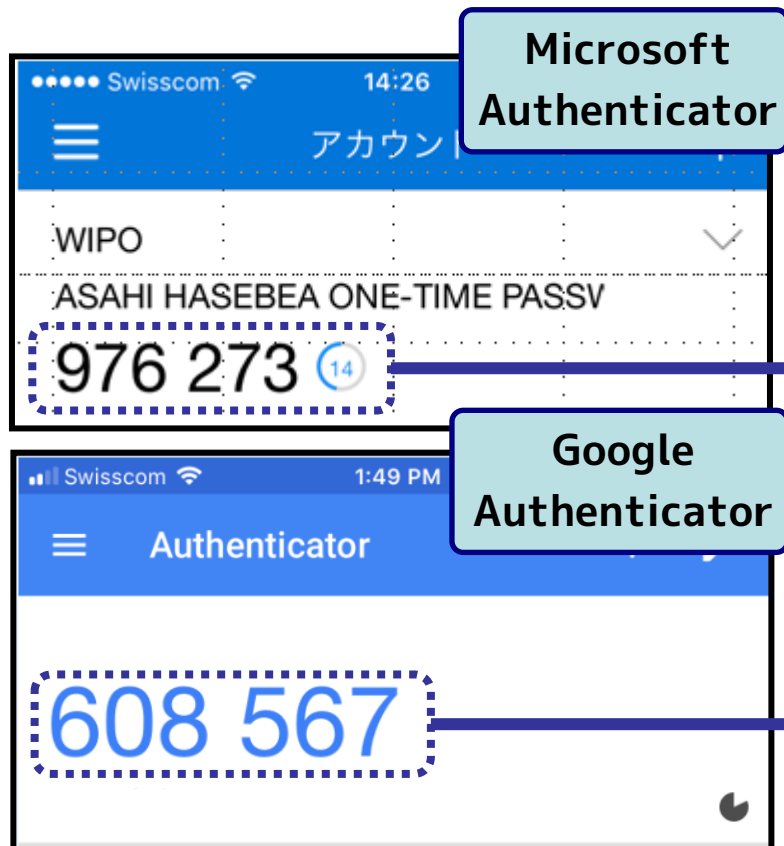 Microsoft
Authenticator
Swisscom 14:26
アカウント
WIPO
ASAHI HASEBEA ONE-TIME PASSV
976 273 14
Google
Authenticator
Swisscom 1:49 PM
Authenticator
608 567